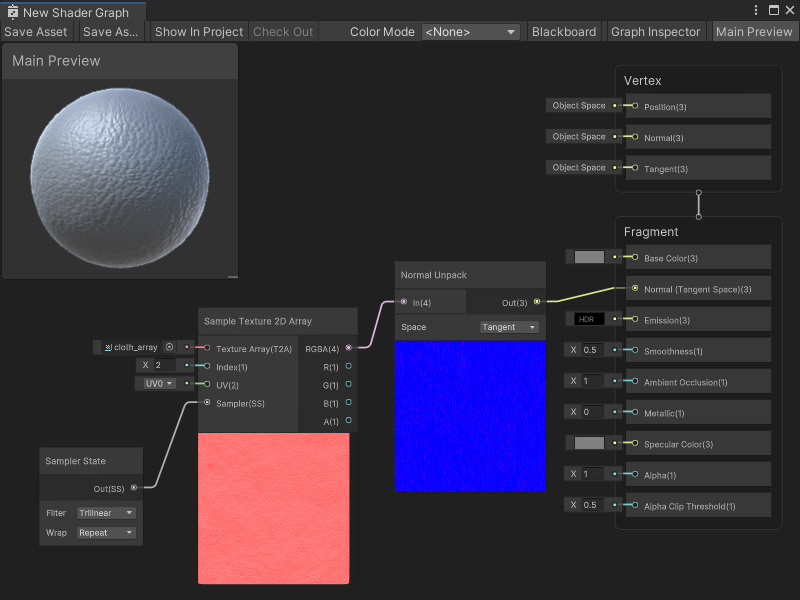 New Shader Graph
Save Asset Save As... Show In Project Check Out Color Mode <None> Blackboard Graph Inspector Main Preview
Main Preview
Vertex
Object Space Position(3)
Object Space Normal(3)
Object Space Tangent(3)
Fragment
Base Color(3)
Normal (Tangent Space)(3)
HDR Emission(3)
X 0.5 Smoothness(1)
X 1 Ambient Occlusion(1)
X 0 Metallic(1)
Specular Color(3)
X 1 Alpha(1)
X 0.5 Alpha Clip Threshold(1)
Normal Unpack
In(4) Out(3)
Space Tangent
Sample Texture 2D Array
cloth_array Texture Array(T2A) RGBA(4)
X 2 Index(1) R(1)
UV0 UV(2) G(1)
Sampler(SS) B(1)
A(1)
Sampler State
Out(SS)
Filter Trilinear
Wrap Repeat